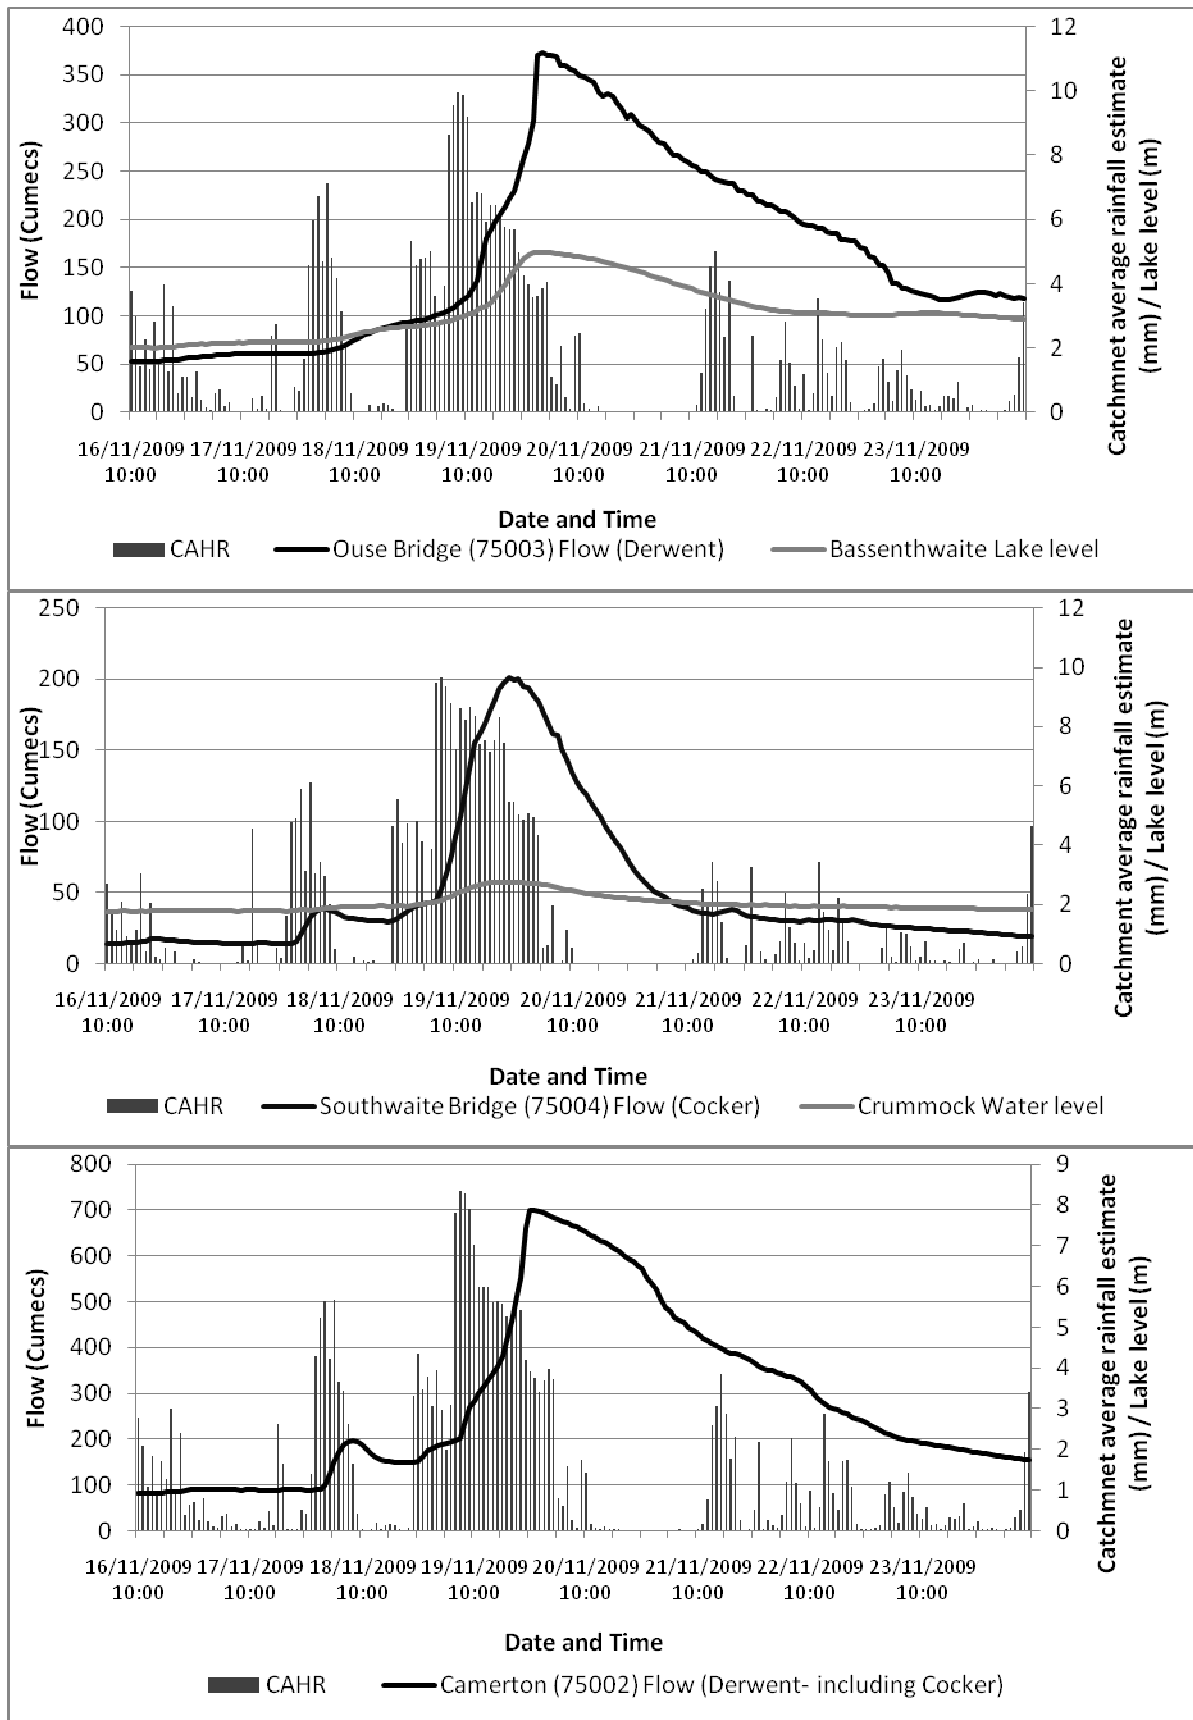 400
350
300
250
200
150
100
50
0
Flow (Cumecs)
12
10
8
6
4
2
0
Catchmnet average rainfall estimate
(mm) / Lake level (m)
16/11/2009 17/11/2009 18/11/2009 19/11/2009 20/11/2009 21/11/2009 22/11/2009 23/11/2009
10:00 10:00 10:00 10:00 10:00 10:00 10:00 10:00
Date and Time
CAHR Ouse Bridge (75003) Flow (Derwent) Bassenthwaite Lake level
250
200
150
100
50
0
Flow (Cumecs)
12
10
8
6
4
2
0
Catchment average rainfall estimate
(mm) / Lake level (m)
16/11/2009 17/11/2009 18/11/2009 19/11/2009 20/11/2009 21/11/2009 22/11/2009 23/11/2009
10:00 10:00 10:00 10:00 10:00 10:00 10:00 10:00
Date and Time
CAHR Southwaite Bridge (75004) Flow (Cocker) Crummock Water level
800
700
600
500
400
300
200
100
0
Flow (Cumecs)
9
8
7
6
5
4
3
2
1
0
Catchmnet average rainfall estimate
(mm) / Lake level (m)
16/11/2009 17/11/2009 18/11/2009 19/11/2009 20/11/2009 21/11/2009 22/11/2009 23/11/2009
10:00 10:00 10:00 10:00 10:00 10:00 10:00 10:00
Date and Time
CAHR Camerton (75002) Flow (Derwent- including Cocker)